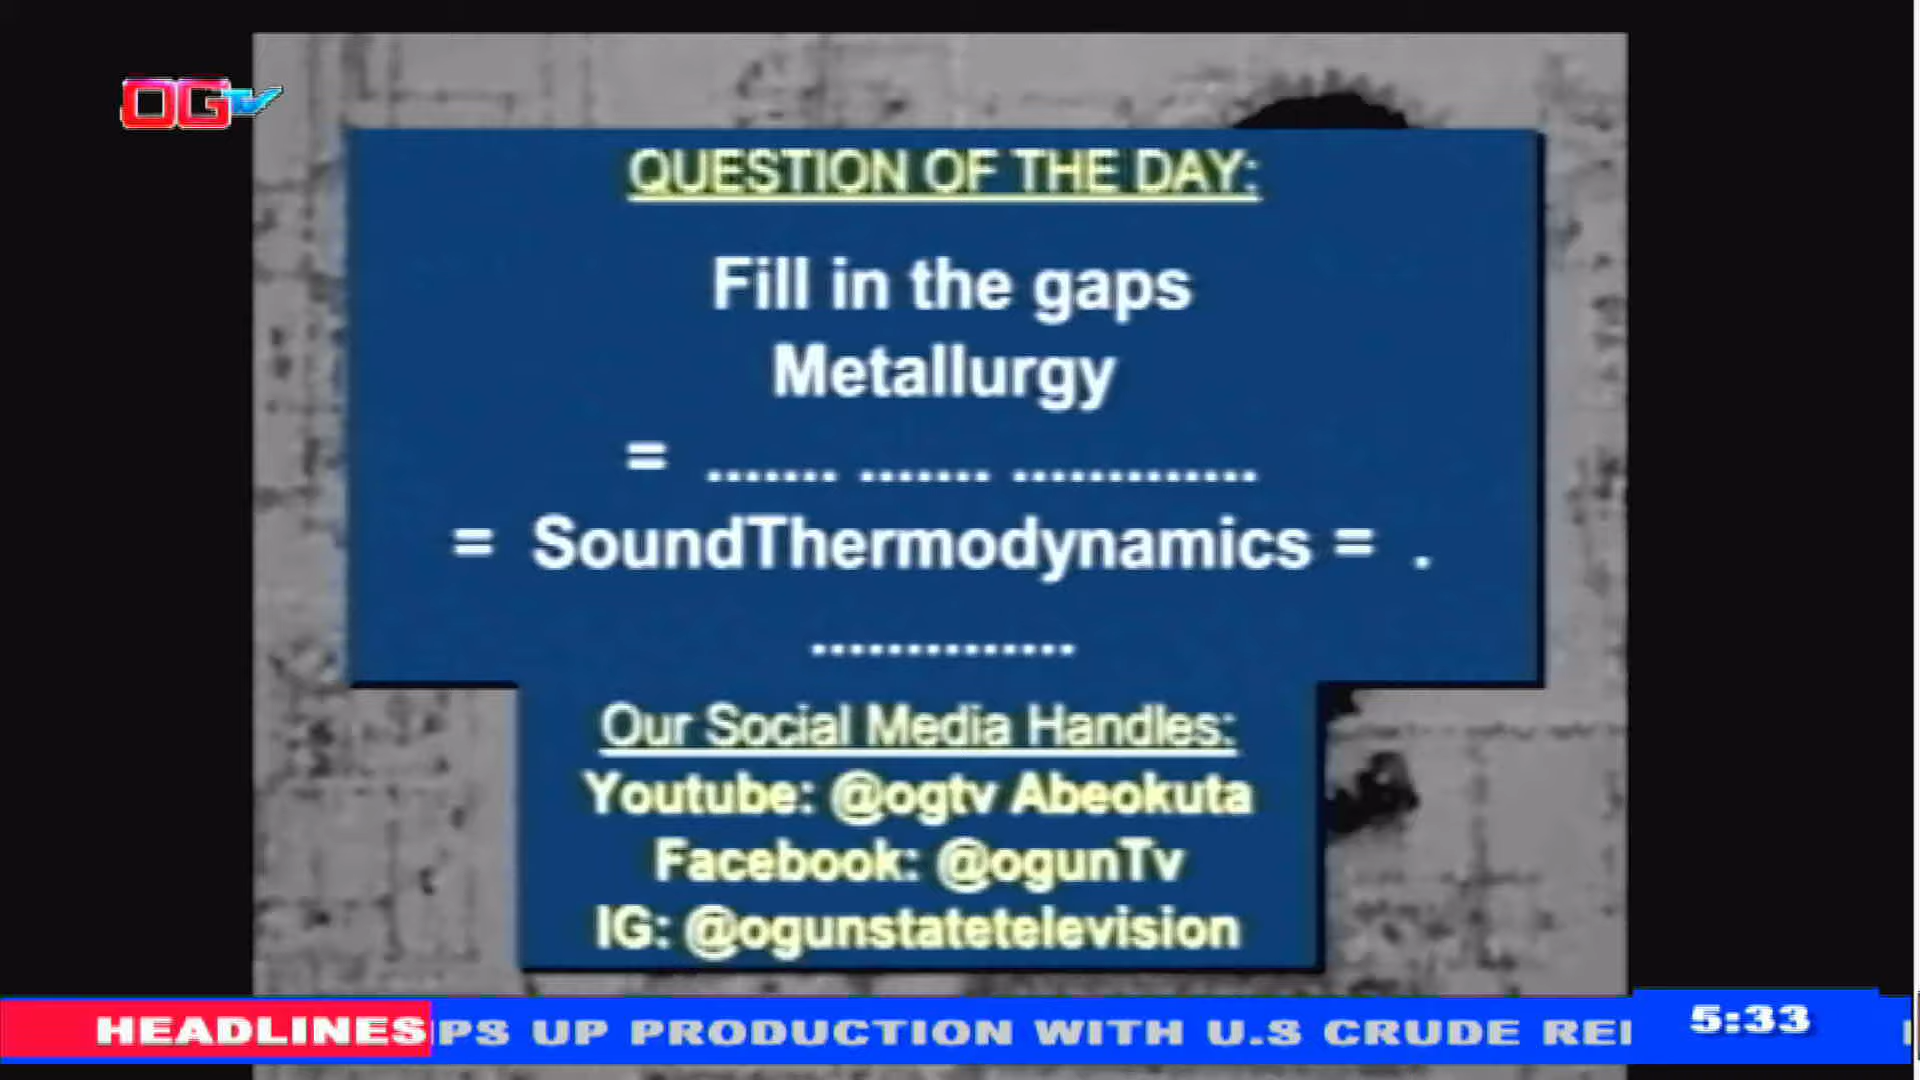 OGTV
QUESTION OF THE DAY:
Fill in the gaps
Metallurgy
= ....... ....... .............
= SoundThermodynamics = .
..............
Our Social Media Handles:
Youtube: @ogtv Abeokuta
Facebook: @ogunTv
IG: @ogunstatetelevision
HEADLINES PS UP PRODUCTION WITH U.S CRUDE 5:33